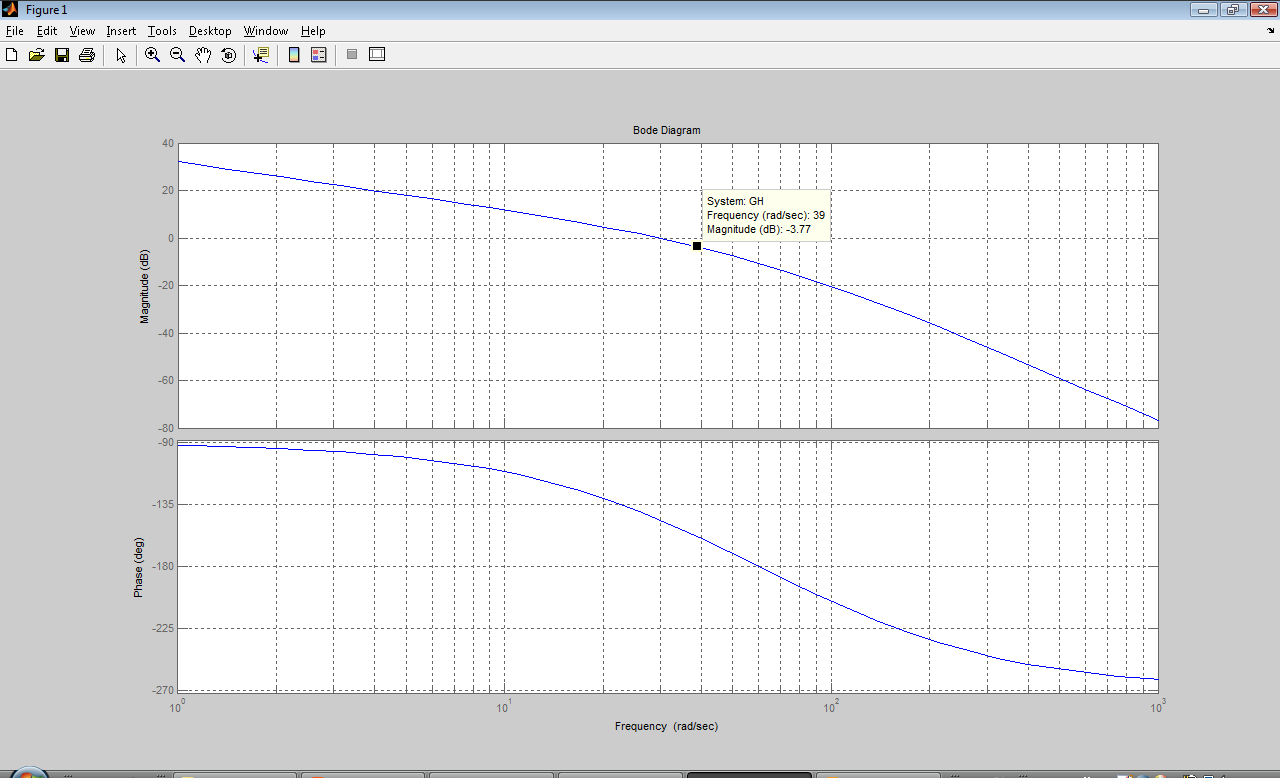 Figure 1
File Edit View Insert Tools Desktop Window Help
Bode Diagram
40
20
0
-20
-40
-60
-80
Magnitude (dB)
System: GH
Frequency (rad/sec): 39
Magnitude (dB): -3.77
-90
-135
-180
-225
-270
Phase (deg)
10^0 10^1 10^2 10^3
Frequency (rad/sec)